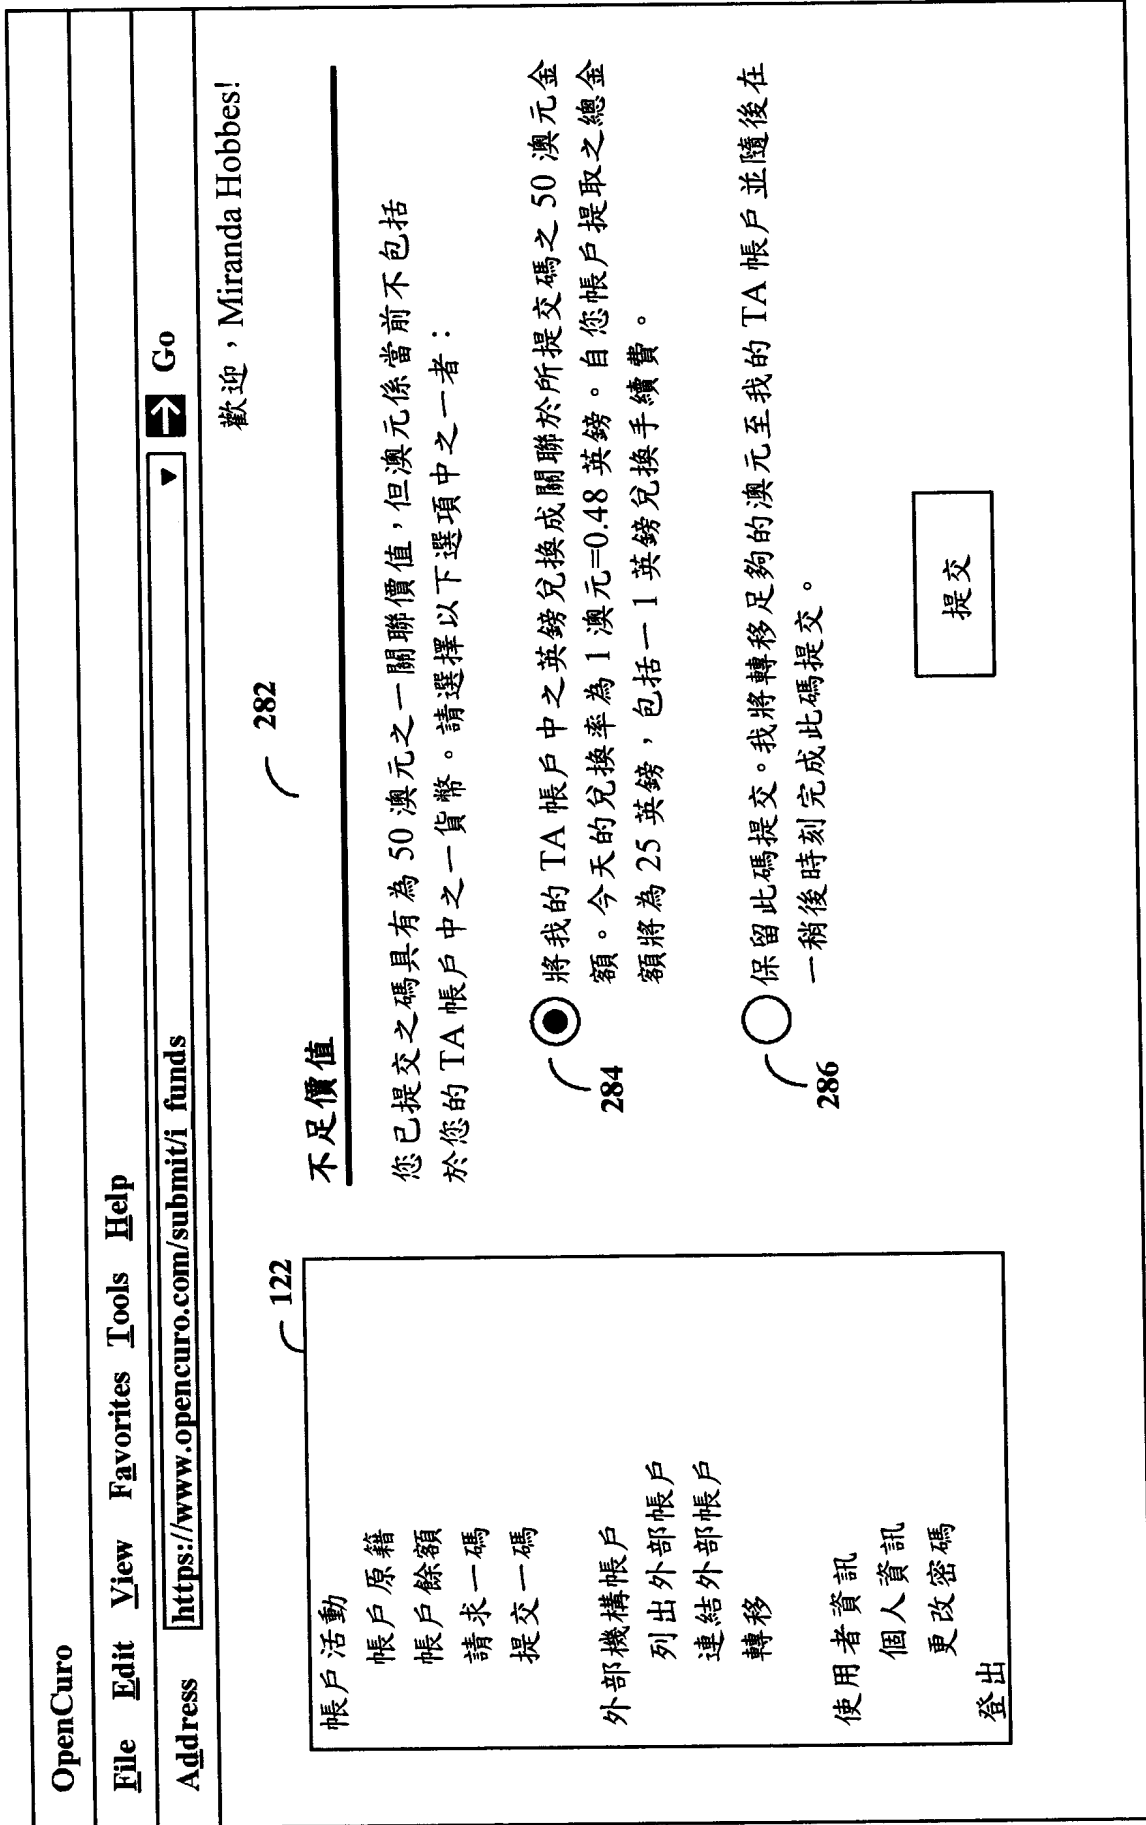 OpenCuro
File Edit View Favorites Tools Help
Address https://www.opencuro.com/submit/i_funds ▼ → Go
歡迎，Miranda Hobbes!
122
帳戶活動
帳戶原籍
帳戶餘額
請求一碼
提交一碼
外部機構帳戶
列出外部帳戶
連結外部帳戶
轉移
使用者資訊
個人資訊
更改密碼
登出
282
不足價值
您已提交之碼具有為 50 澳元之一關聯價值，但澳元係當前不包括
於您的 TA 帳戶中之一貨幣。請選擇以下選項中之一者：
284
將我的 TA 帳戶中之英鎊兌換成關聯於所提交碼之 50 澳元金
額。今天的兌換率為 1 澳元=0.48 英鎊。自您帳戶提取之總金
額將為 25 英鎊，包括一 1 英鎊兌換手續費。
286
保留此碼提交。我將轉移足夠的澳元至我的 TA 帳戶並隨後在
一稍後時刻完成此碼提交。
提交